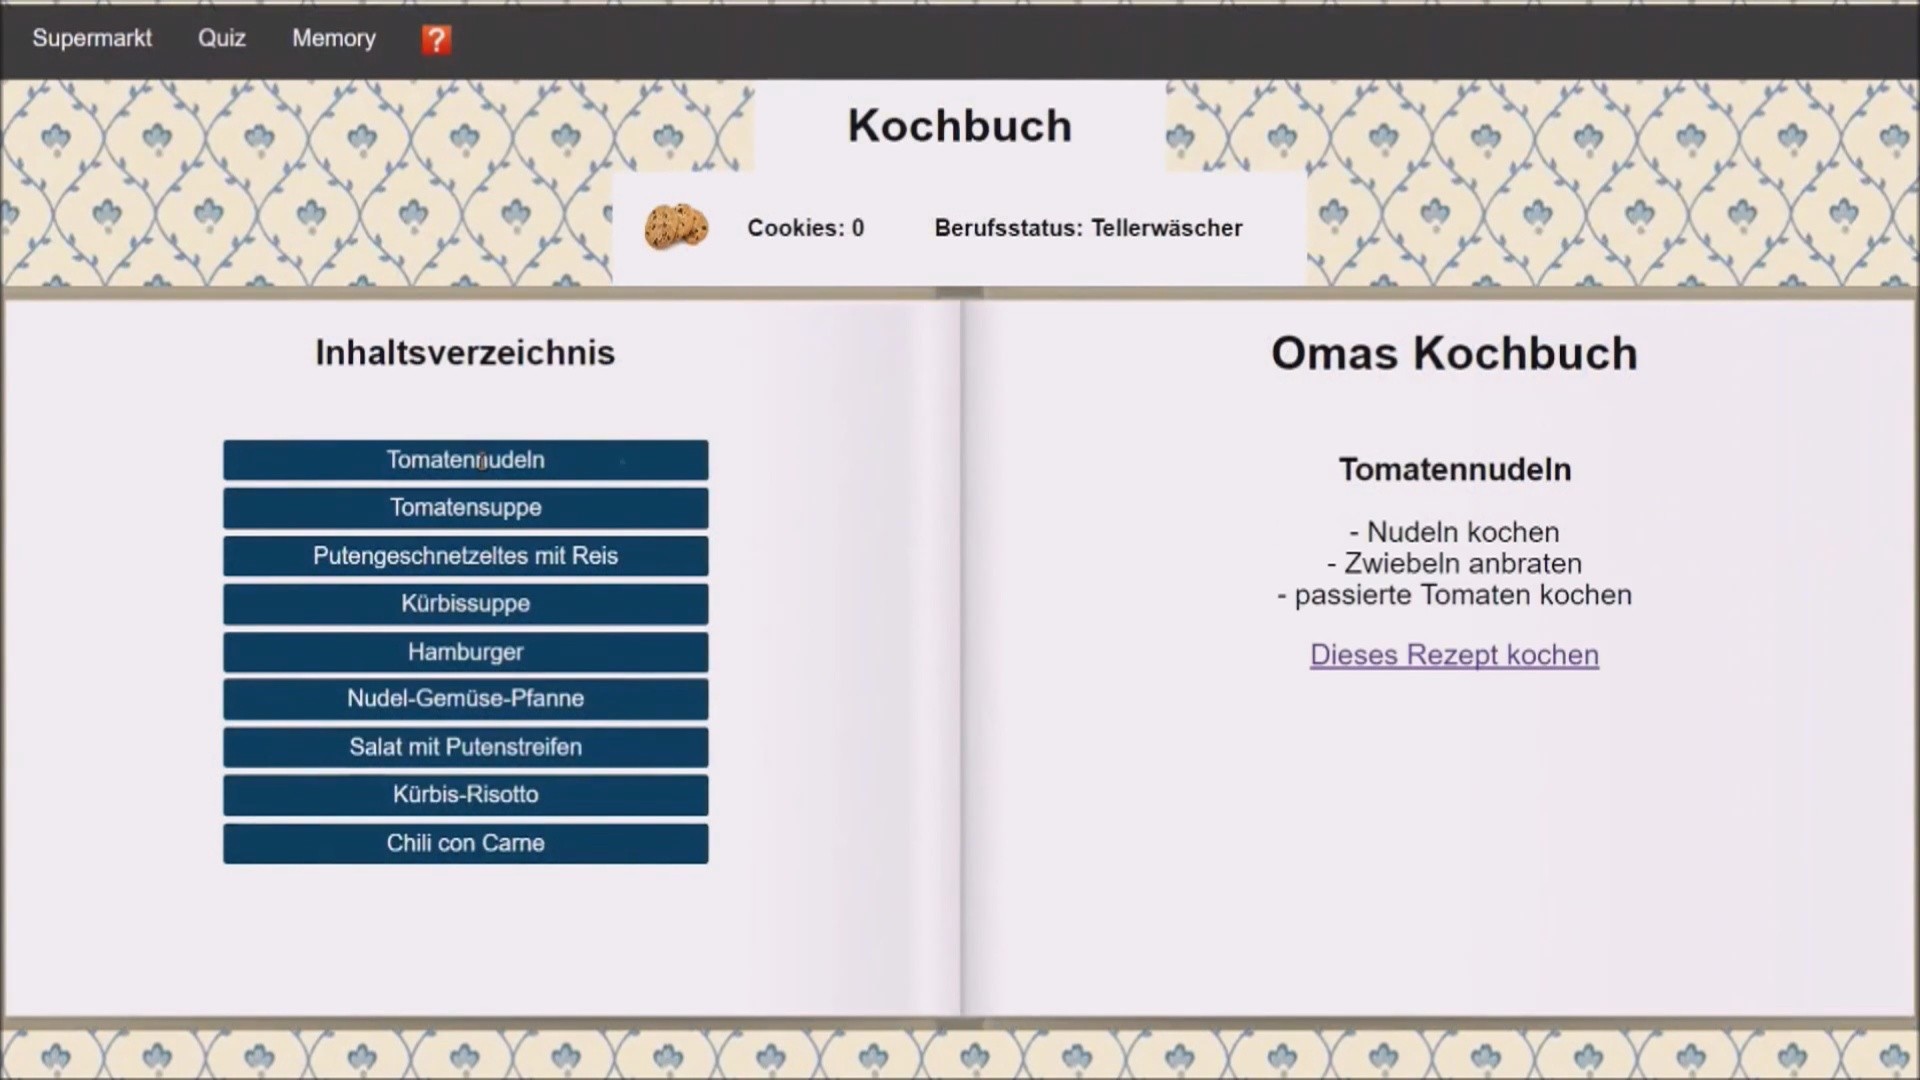 Supermarkt Quiz Memory ?
Kochbuch
Cookies: 0 Berufsstatus: Tellerwäscher
Inhaltsverzeichnis
Tomatennudeln
Tomatensuppe
Putengeschnetzeltes mit Reis
Kürbissuppe
Hamburger
Nudel-Gemüse-Pfanne
Salat mit Putenstreifen
Kürbis-Risotto
Chili con Carne
Omas Kochbuch
Tomatennudeln
- Nudeln kochen
- Zwiebeln anbraten
- passierte Tomaten kochen
Dieses Rezept kochen